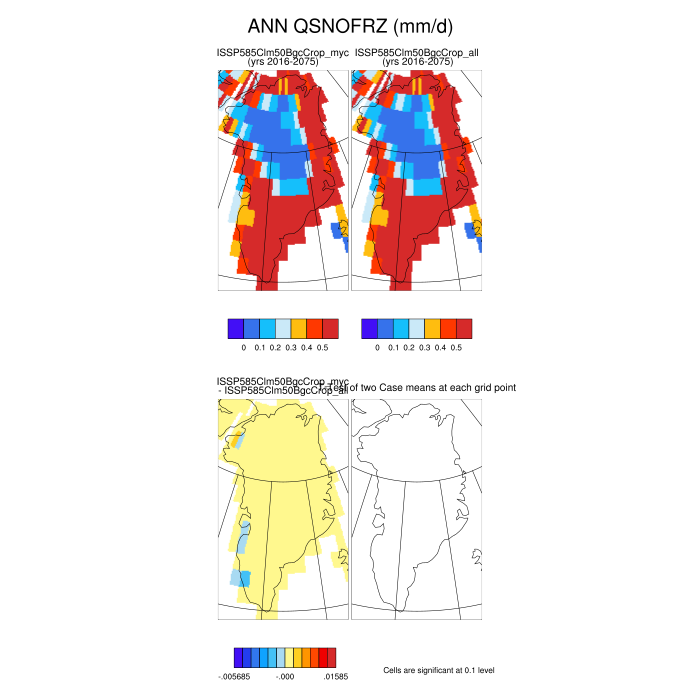 ANN QSNOFRZ (mm/d)
ISSP585Clm50BgcCrop_myc
(yrs 2016-2075)
ISSP585Clm50BgcCrop_all
(yrs 2016-2075)
0 0.1 0.2 0.3 0.4 0.5
0 0.1 0.2 0.3 0.4 0.5
ISSP585Clm50BgcCrop_myc
- ISSP585Clm50BgcCrop_all
T-Test of two Case means at each grid point
-.005685 -.000 .01585
Cells are significant at 0.1 level